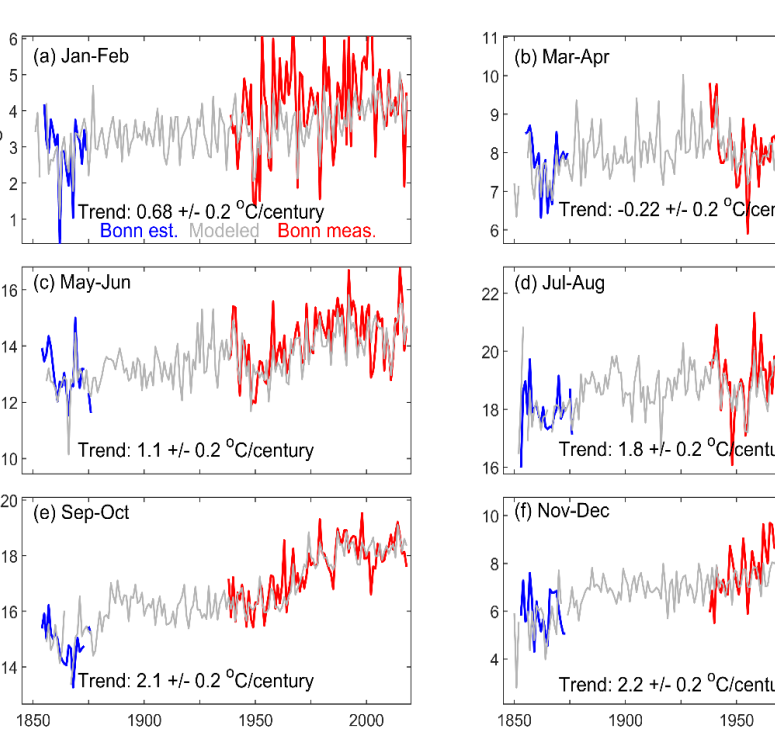 (a) Jan-Feb
6
5
4
3
2
1
Trend: 0.68 +/- 0.2 °C/century
Bonn est. Modeled Bonn meas.
(b) Mar-Apr
11
10
9
8
7
6
Trend: -0.22 +/- 0.2 °C/cen
(c) May-Jun
16
14
12
10
Trend: 1.1 +/- 0.2 °C/century
(d) Jul-Aug
22
20
18
16
Trend: 1.8 +/- 0.2 °C/centu
(e) Sep-Oct
20
18
16
14
Trend: 2.1 +/- 0.2 °C/century
1850 1900 1950 2000
(f) Nov-Dec
10
8
6
4
Trend: 2.2 +/- 0.2 °C/centu
1850 1900 1950